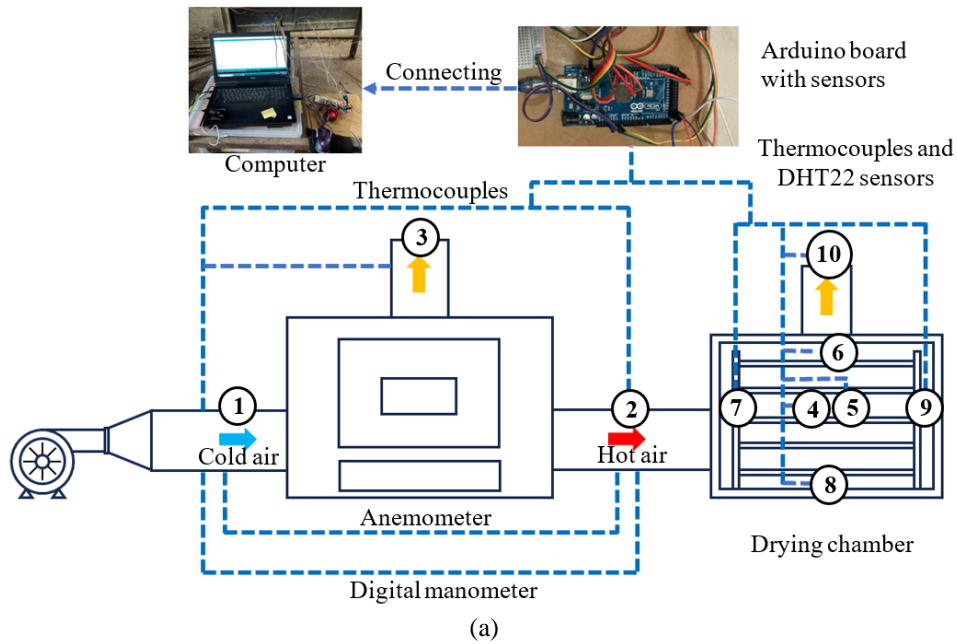 Connecting
Arduino board
with sensors
Computer
Thermocouples and
DHT22 sensors
Thermocouples
3
10
6
1
2
7
4
5
9
Cold air
Hot air
8
Anemometer
Drying chamber
Digital manometer
(a)